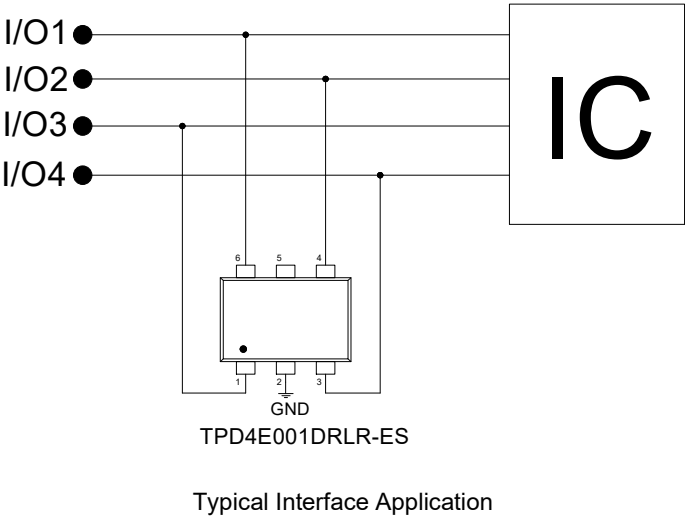 I/O1
I/O2
I/O3
I/O4
IC
6 5 4
1 2 3
GND
TPD4E001DRLR-ES
Typical Interface Application